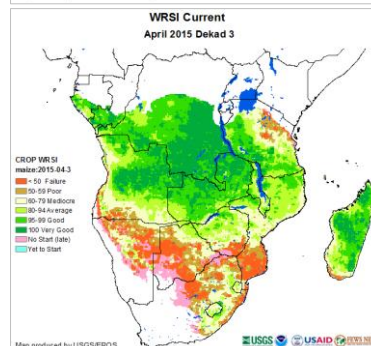 WRSI Current
April 2015 Dekad 3
CROP WRSI
maize:2015-04-3
< 50 Failure
50-59 Poor
60-79 Mediocre
80-94 Average
95-99 Good
100 Very Good
No Start (late)
Yet to Start
Map produced by USGS/EROS
USGS USAID FEWS NET